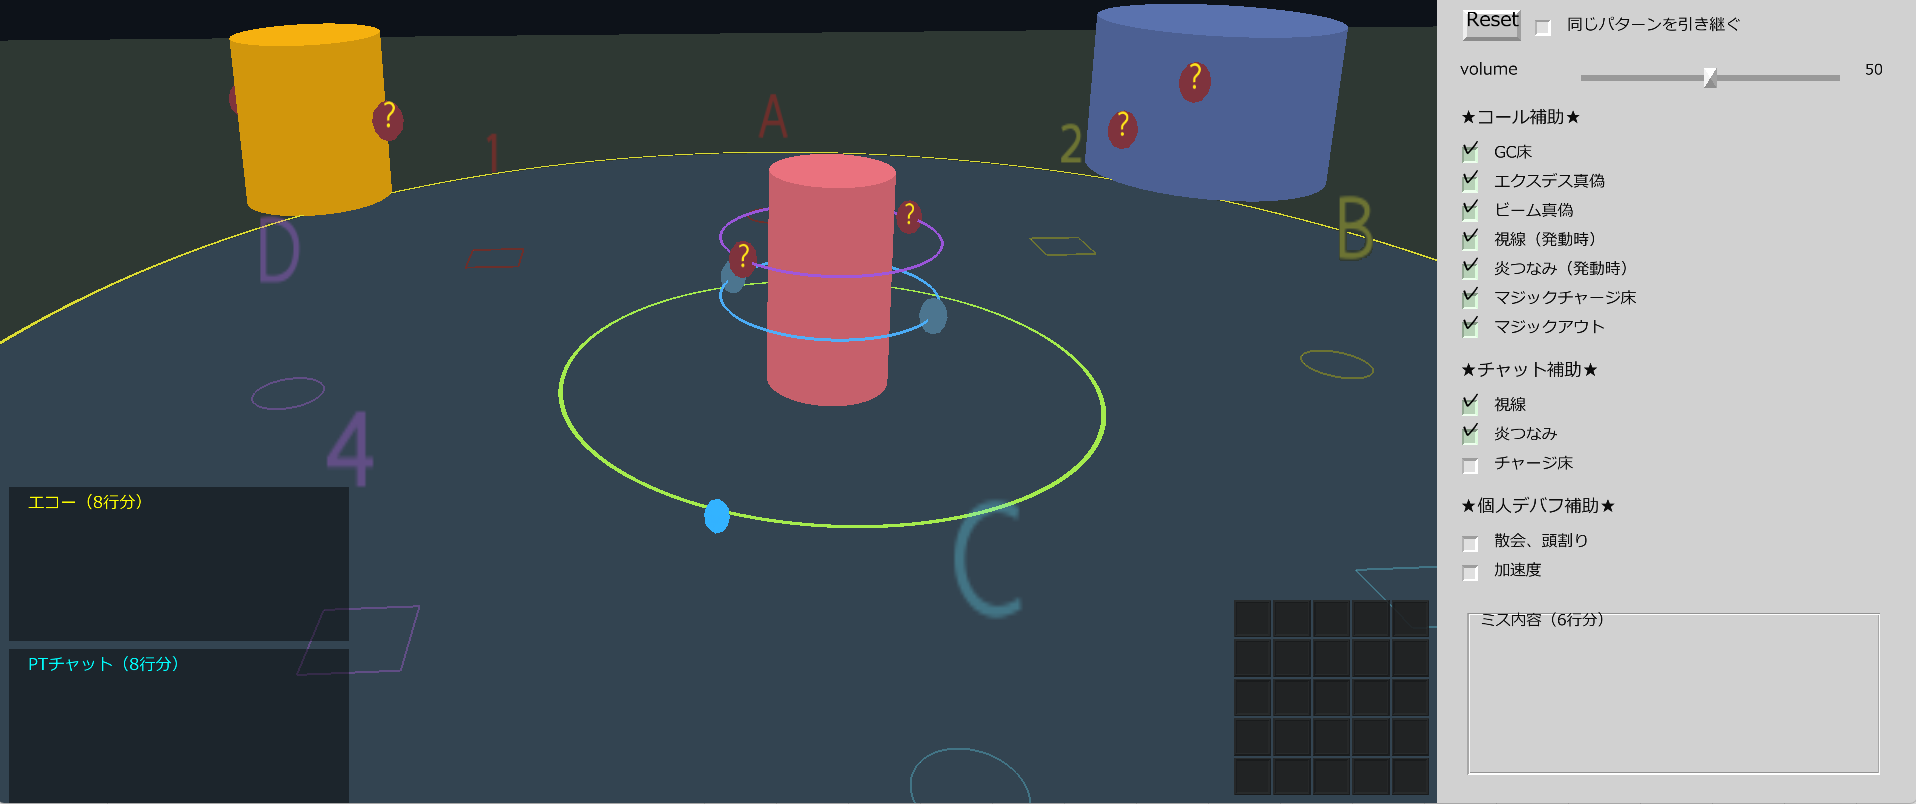 ?
?
?
?
?
1
A
2
B
D
4
C
エコー（8行分）
PTチャット（8行分）
Reset
同じパターンを引き継ぐ
volume
50
★コール補助★
GC床
エクスデス真偽
ビーム真偽
視線（発動時）
炎つなみ（発動時）
マジックチャージ床
マジックアウト
★チャット補助★
視線
炎つなみ
チャージ床
★個人デバフ補助★
散会、頭割り
加速度
ミス内容（6行分）